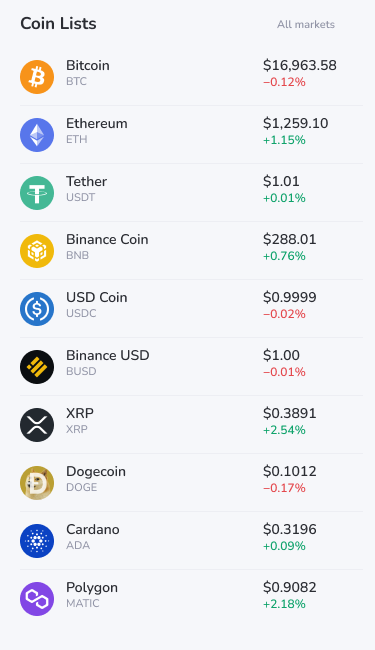 Coin Lists All markets
Bitcoin $16,963.58
BTC −0.12%
Ethereum $1,259.10
ETH +1.15%
Tether $1.01
USDT +0.01%
Binance Coin $288.01
BNB +0.76%
USD Coin $0.9999
USDC −0.02%
Binance USD $1.00
BUSD −0.01%
XRP $0.3891
XRP +2.54%
Dogecoin $0.1012
DOGE −0.17%
Cardano $0.3196
ADA +0.09%
Polygon $0.9082
MATIC +2.18%